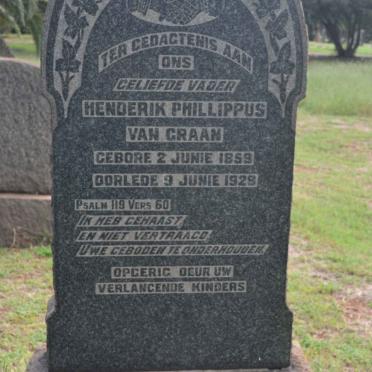 TER GEDACTENIS AAN
ONS
GELIEFDE VADER
HENDERIK PHILLIPPUS
VAN GRAAN
GEBORE 2 JUNIE 1859
OORLEDE 9 JUNIE 1929
PSALM 119 VERS 60
IK HEB GEHAAST
EN NIET VERTRAAGD
UWE GEBODEN TE ONDERHOUDEN.
OPGERIG DEUR UW
VERLANGENDE KINDERS